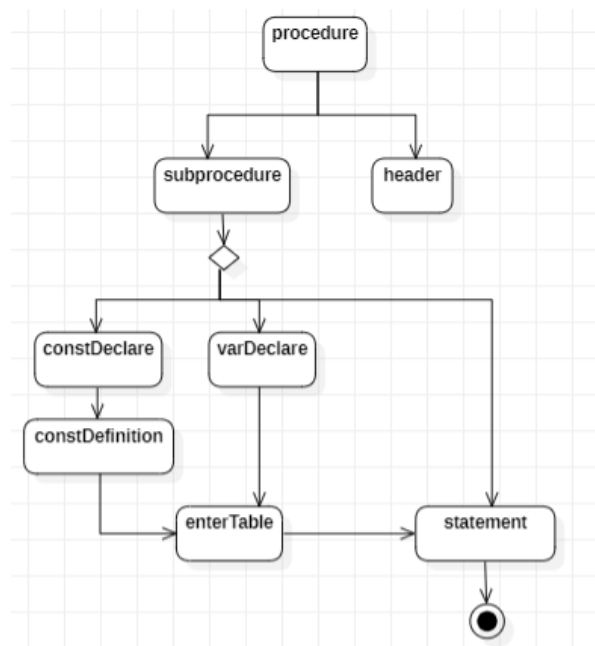 procedure
subprocedure
header
constDeclare
varDeclare
constDefinition
enterTable
statement